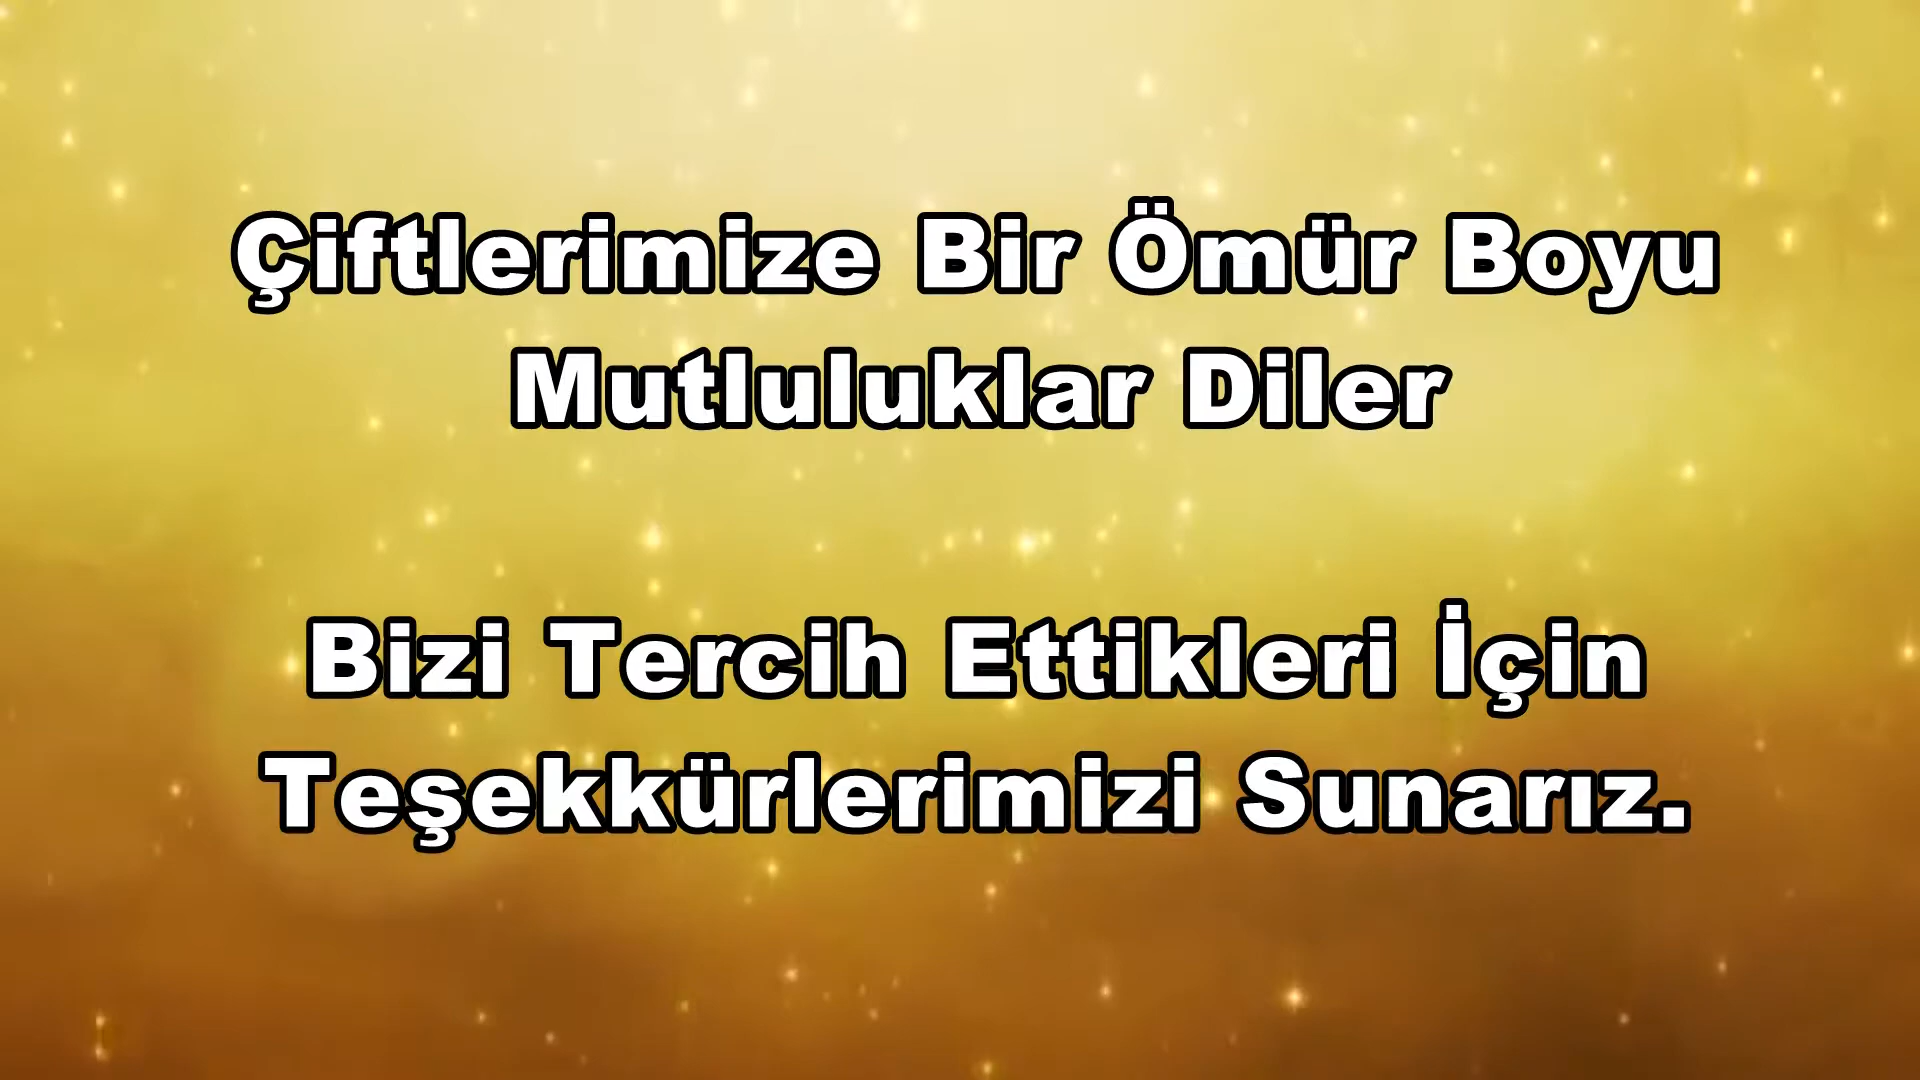 Çiftlerimize Bir Ömür Boyu
Mutluluklar Diler
Bizi Tercih Ettikleri İçin
Teşekkürlerimizi Sunarız.